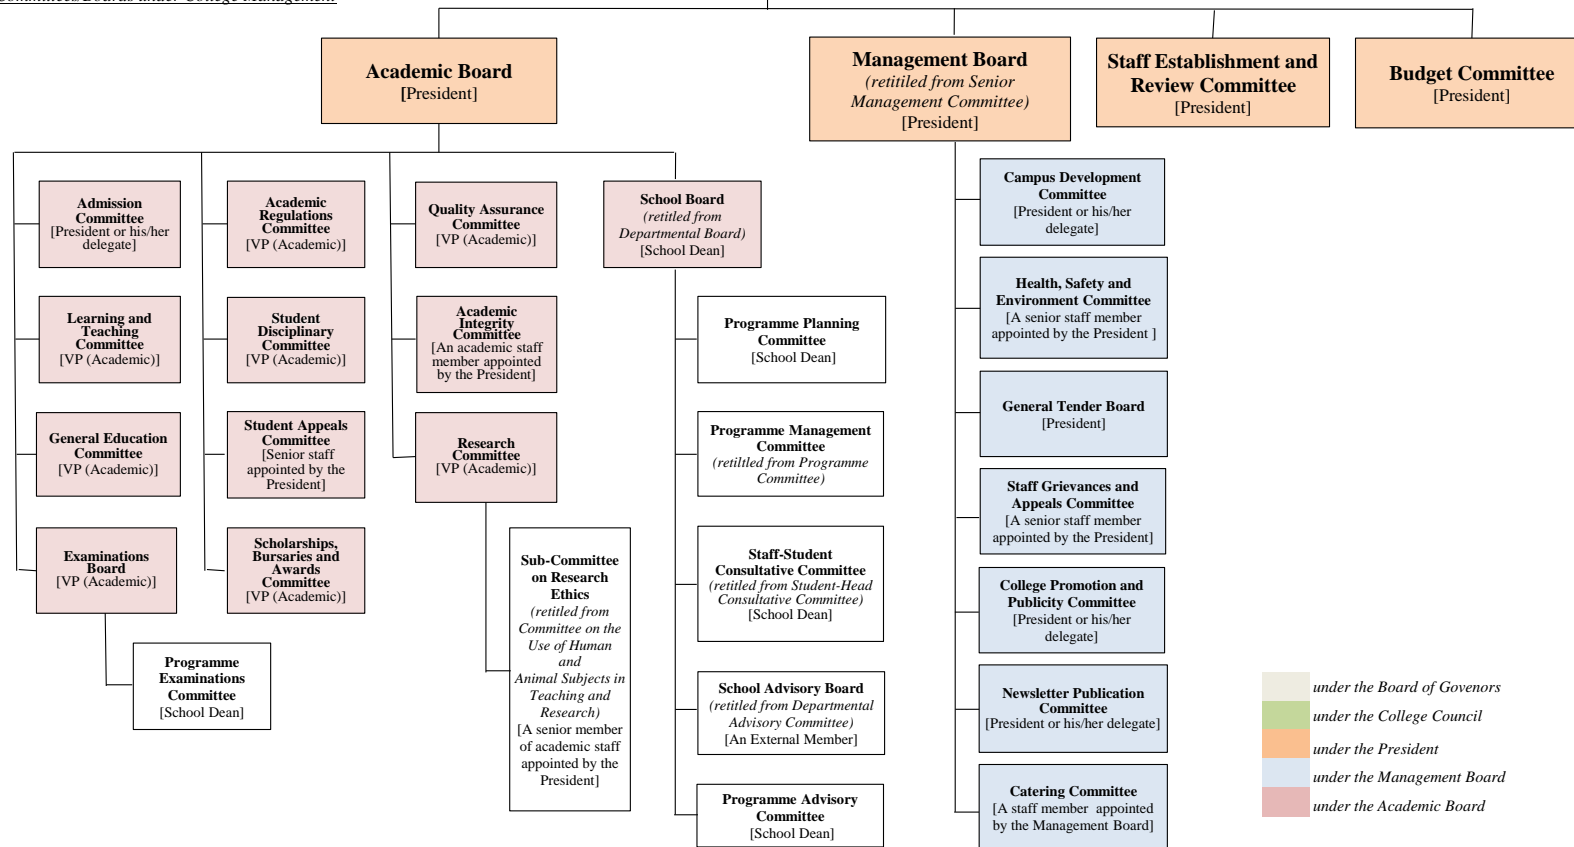 Committees/Boards under College Management
Academic Board
[President]
Management Board
(retitiled from Senior
Management Committee)
[President]
Staff Establishment and
Review Committee
[President]
Budget Committee
[President]
Admission
Committee
[President or his/her
delegate]
Academic
Regulations
Committee
[VP (Academic)]
Quality Assurance
Committee
[VP (Academic)]
School Board
(retitled from
Departmental Board)
[School Dean]
Learning and
Teaching
Committee
[VP (Academic)]
Student
Disciplinary
Committee
[VP (Academic)]
Academic
Integrity
Committee
[An academic staff
member appointed
by the President]
General Education
Committee
[VP (Academic)]
Student Appeals
Committee
[Senior staff
appointed by the
President]
Research
Committee
[VP (Academic)]
Examinations
Board
[VP (Academic)]
Scholarships,
Bursaries and
Awards
Committee
[VP (Academic)]
Programme
Examinations
Committee
[School Dean]
Sub-Committee
on Research
Ethics
(retitled from
Committee on the
Use of Human
and
Animal Subjects in
Teaching and
Research)
[A senior member
of academic staff
appointed by the
President]
Programme Planning
Committee
[School Dean]
Programme Management
Committee
(retiltled from Programme
Committee)
Staff-Student
Consultative Committee
(retitled from Student-Head
Consultative Committee)
[School Dean]
School Advisory Board
(retitled from Departmental
Advisory Committee)
[An External Member]
Programme Advisory
Committee
[School Dean]
Campus Development
Committee
[President or his/her
delegate]
Health, Safety and
Environment Committee
[A senior staff member
appointed by the President ]
General Tender Board
[President]
Staff Grievances and
Appeals Committee
[A senior staff member
appointed by the President]
College Promotion and
Publicity Committee
[President or his/her
delegate]
Newsletter Publication
Committee
[President or his/her delegate]
Catering Committee
[A staff member appointed
by the Management Board]
under the Board of Govenors
under the College Council
under the President
under the Management Board
under the Academic Board